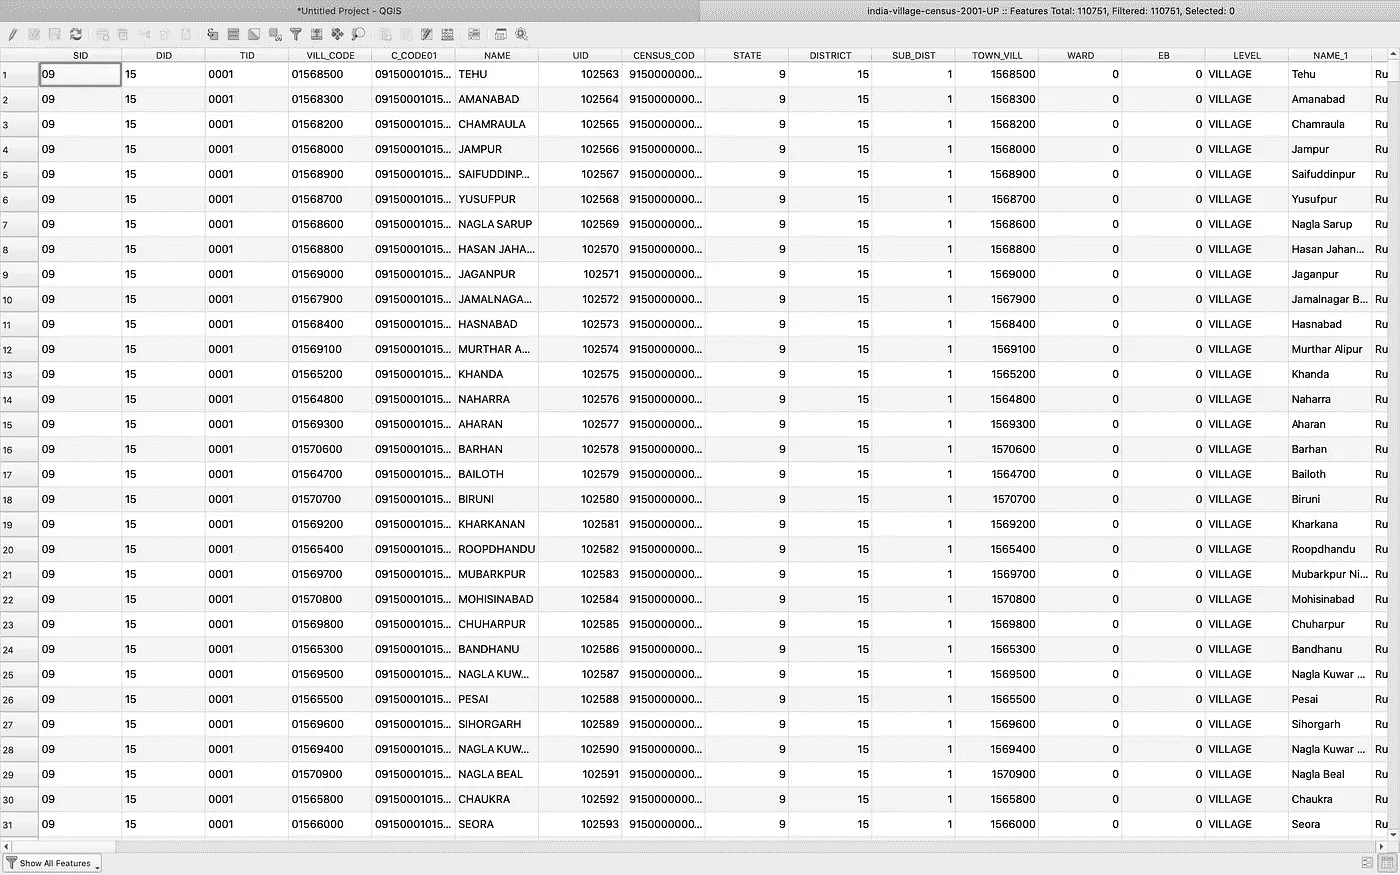 *Untitled Project - QGIS
india-village-census-2001-UP :: Features Total: 110751, Filtered: 110751, Selected: 0
SID DID TID VILL_CODE C_CODE01 NAME UID CENSUS_COD STATE DISTRICT SUB_DIST TOWN_VILL WARD EB LEVEL NAME_1
1 09 15 0001 01568500 09150001015... TEHU 102563 9150000000... 9 15 1 1568500 0 0 VILLAGE Tehu Ru
2 09 15 0001 01568300 09150001015... AMANABAD 102564 9150000000... 9 15 1 1568300 0 0 VILLAGE Amanabad Ru
3 09 15 0001 01568200 09150001015... CHAMRAULA 102565 9150000000... 9 15 1 1568200 0 0 VILLAGE Chamraula Ru
4 09 15 0001 01568000 09150001015... JAMPUR 102566 9150000000... 9 15 1 1568000 0 0 VILLAGE Jampur Ru
5 09 15 0001 01568900 09150001015... SAIFUDDINP... 102567 9150000000... 9 15 1 1568900 0 0 VILLAGE Saifuddinpur Ru
6 09 15 0001 01568700 09150001015... YUSUFPUR 102568 9150000000... 9 15 1 1568700 0 0 VILLAGE Yusufpur Ru
7 09 15 0001 01568600 09150001015... NAGLA SARUP 102569 9150000000... 9 15 1 1568600 0 0 VILLAGE Nagla Sarup Ru
8 09 15 0001 01568800 09150001015... HASAN JAHA... 102570 9150000000... 9 15 1 1568800 0 0 VILLAGE Hasan Jahan... Ru
9 09 15 0001 01569000 09150001015... JAGANPUR 102571 9150000000... 9 15 1 1569000 0 0 VILLAGE Jaganpur Ru
10 09 15 0001 01567900 09150001015... JAMALNAGA... 102572 9150000000... 9 15 1 1567900 0 0 VILLAGE Jamalnagar B... Ru
11 09 15 0001 01568400 09150001015... HASNABAD 102573 9150000000... 9 15 1 1568400 0 0 VILLAGE Hasnabad Ru
12 09 15 0001 01569100 09150001015... MURTHAR A... 102574 9150000000... 9 15 1 1569100 0 0 VILLAGE Murthar Alipur Ru
13 09 15 0001 01565200 09150001015... KHANDA 102575 9150000000... 9 15 1 1565200 0 0 VILLAGE Khanda Ru
14 09 15 0001 01564800 09150001015... NAHARRA 102576 9150000000... 9 15 1 1564800 0 0 VILLAGE Naharra Ru
15 09 15 0001 01569300 09150001015... AHARAN 102577 9150000000... 9 15 1 1569300 0 0 VILLAGE Aharan Ru
16 09 15 0001 01570600 09150001015... BARHAN 102578 9150000000... 9 15 1 1570600 0 0 VILLAGE Barhan Ru
17 09 15 0001 01564700 09150001015... BAILOTH 102579 9150000000... 9 15 1 1564700 0 0 VILLAGE Bailoth Ru
18 09 15 0001 01570700 09150001015... BIRUNI 102580 9150000000... 9 15 1 1570700 0 0 VILLAGE Biruni Ru
19 09 15 0001 01569200 09150001015... KHARKANAN 102581 9150000000... 9 15 1 1569200 0 0 VILLAGE Kharkana Ru
20 09 15 0001 01565400 09150001015... ROOPDHANDU 102582 9150000000... 9 15 1 1565400 0 0 VILLAGE Roopdhandu Ru
21 09 15 0001 01569700 09150001015... MUBARKPUR 102583 9150000000... 9 15 1 1569700 0 0 VILLAGE Mubarkpur Ni... Ru
22 09 15 0001 01570800 09150001015... MOHISINABAD 102584 9150000000... 9 15 1 1570800 0 0 VILLAGE Mohisinabad Ru
23 09 15 0001 01569800 09150001015... CHUHARPUR 102585 9150000000... 9 15 1 1569800 0 0 VILLAGE Chuharpur Ru
24 09 15 0001 01565300 09150001015... BANDHANU 102586 9150000000... 9 15 1 1565300 0 0 VILLAGE Bandhanu Ru
25 09 15 0001 01569500 09150001015... NAGLA KUW... 102587 9150000000... 9 15 1 1569500 0 0 VILLAGE Nagla Kuwar ... Ru
26 09 15 0001 01565500 09150001015... PESAI 102588 9150000000... 9 15 1 1565500 0 0 VILLAGE Pesai Ru
27 09 15 0001 01569600 09150001015... SIHORGARH 102589 9150000000... 9 15 1 1569600 0 0 VILLAGE Sihorgarh Ru
28 09 15 0001 01569400 09150001015... NAGLA KUW... 102590 9150000000... 9 15 1 1569400 0 0 VILLAGE Nagla Kuwar ... Ru
29 09 15 0001 01570900 09150001015... NAGLA BEAL 102591 9150000000... 9 15 1 1570900 0 0 VILLAGE Nagla Beal Ru
30 09 15 0001 01565800 09150001015... CHAUKRA 102592 9150000000... 9 15 1 1565800 0 0 VILLAGE Chaukra Ru
31 09 15 0001 01566000 09150001015... SEORA 102593 9150000000... 9 15 1 1566000 0 0 VILLAGE Seora Ru
Show All Features